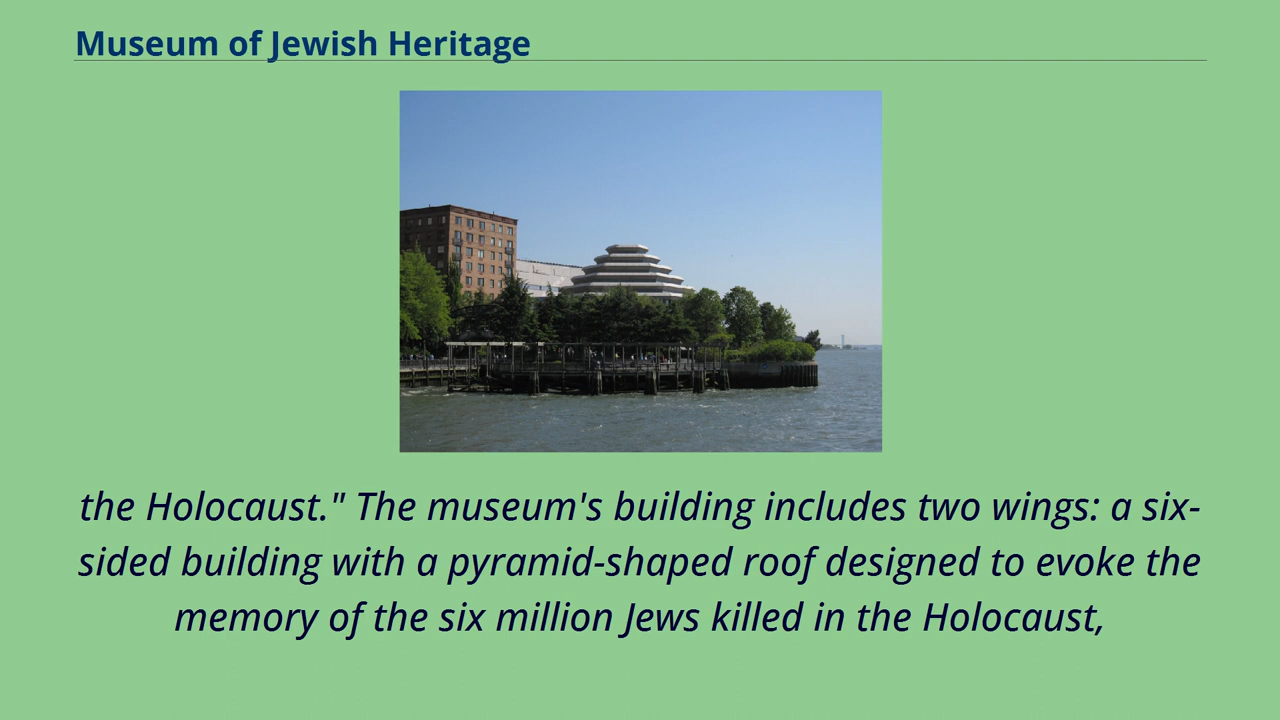 Museum of Jewish Heritage
the Holocaust." The museum's building includes two wings: a six-
sided building with a pyramid-shaped roof designed to evoke the
memory of the six million Jews killed in the Holocaust,